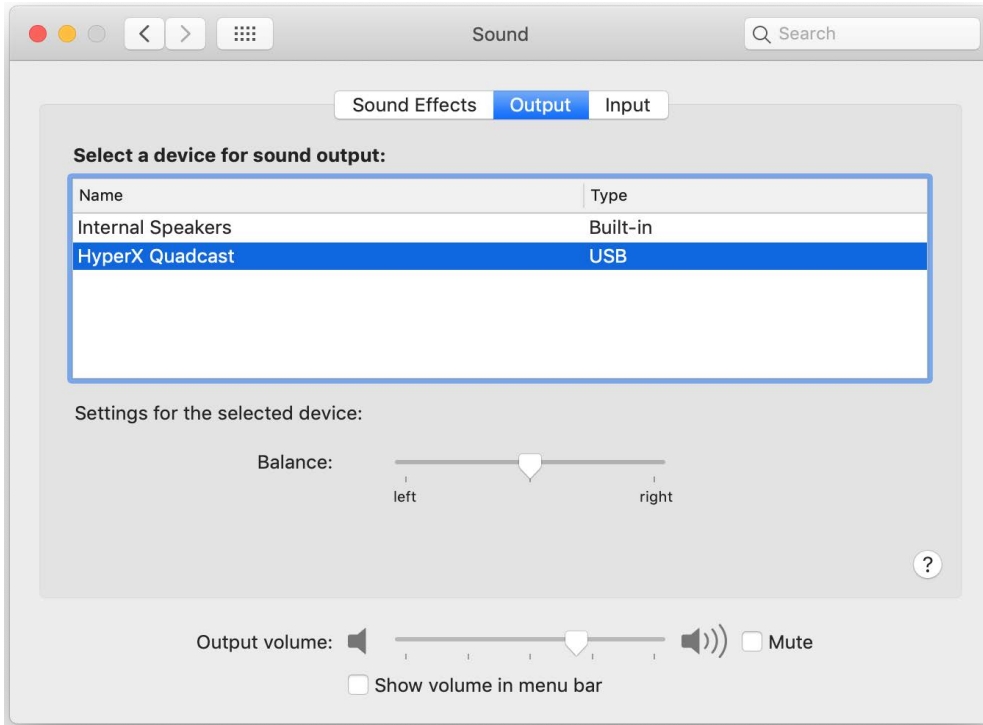 Sound
Search
Sound Effects Output Input
Select a device for sound output:
Name Type
Internal Speakers Built-in
HyperX Quadcast USB
Settings for the selected device:
Balance:
left right
?
Output volume: Mute
Show volume in menu bar